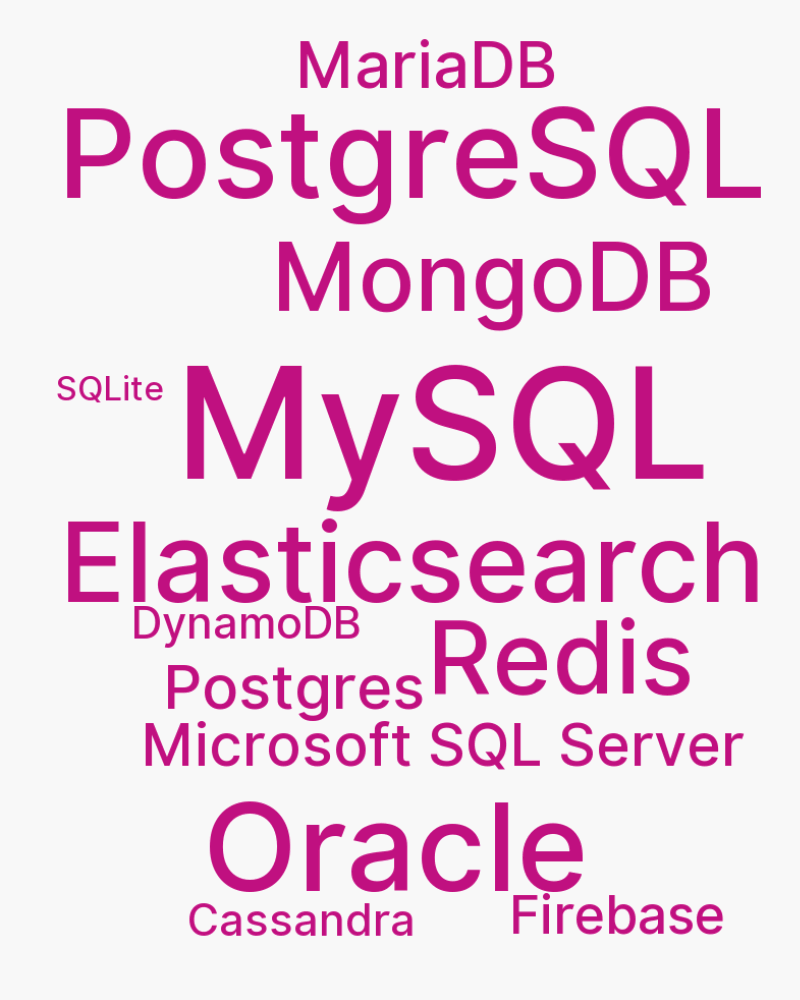 MariaDB
PostgreSQL
MongoDB
SQLite
MySQL
Elasticsearch
DynamoDB
Redis
Postgres
Microsoft SQL Server
Oracle
Cassandra
Firebase